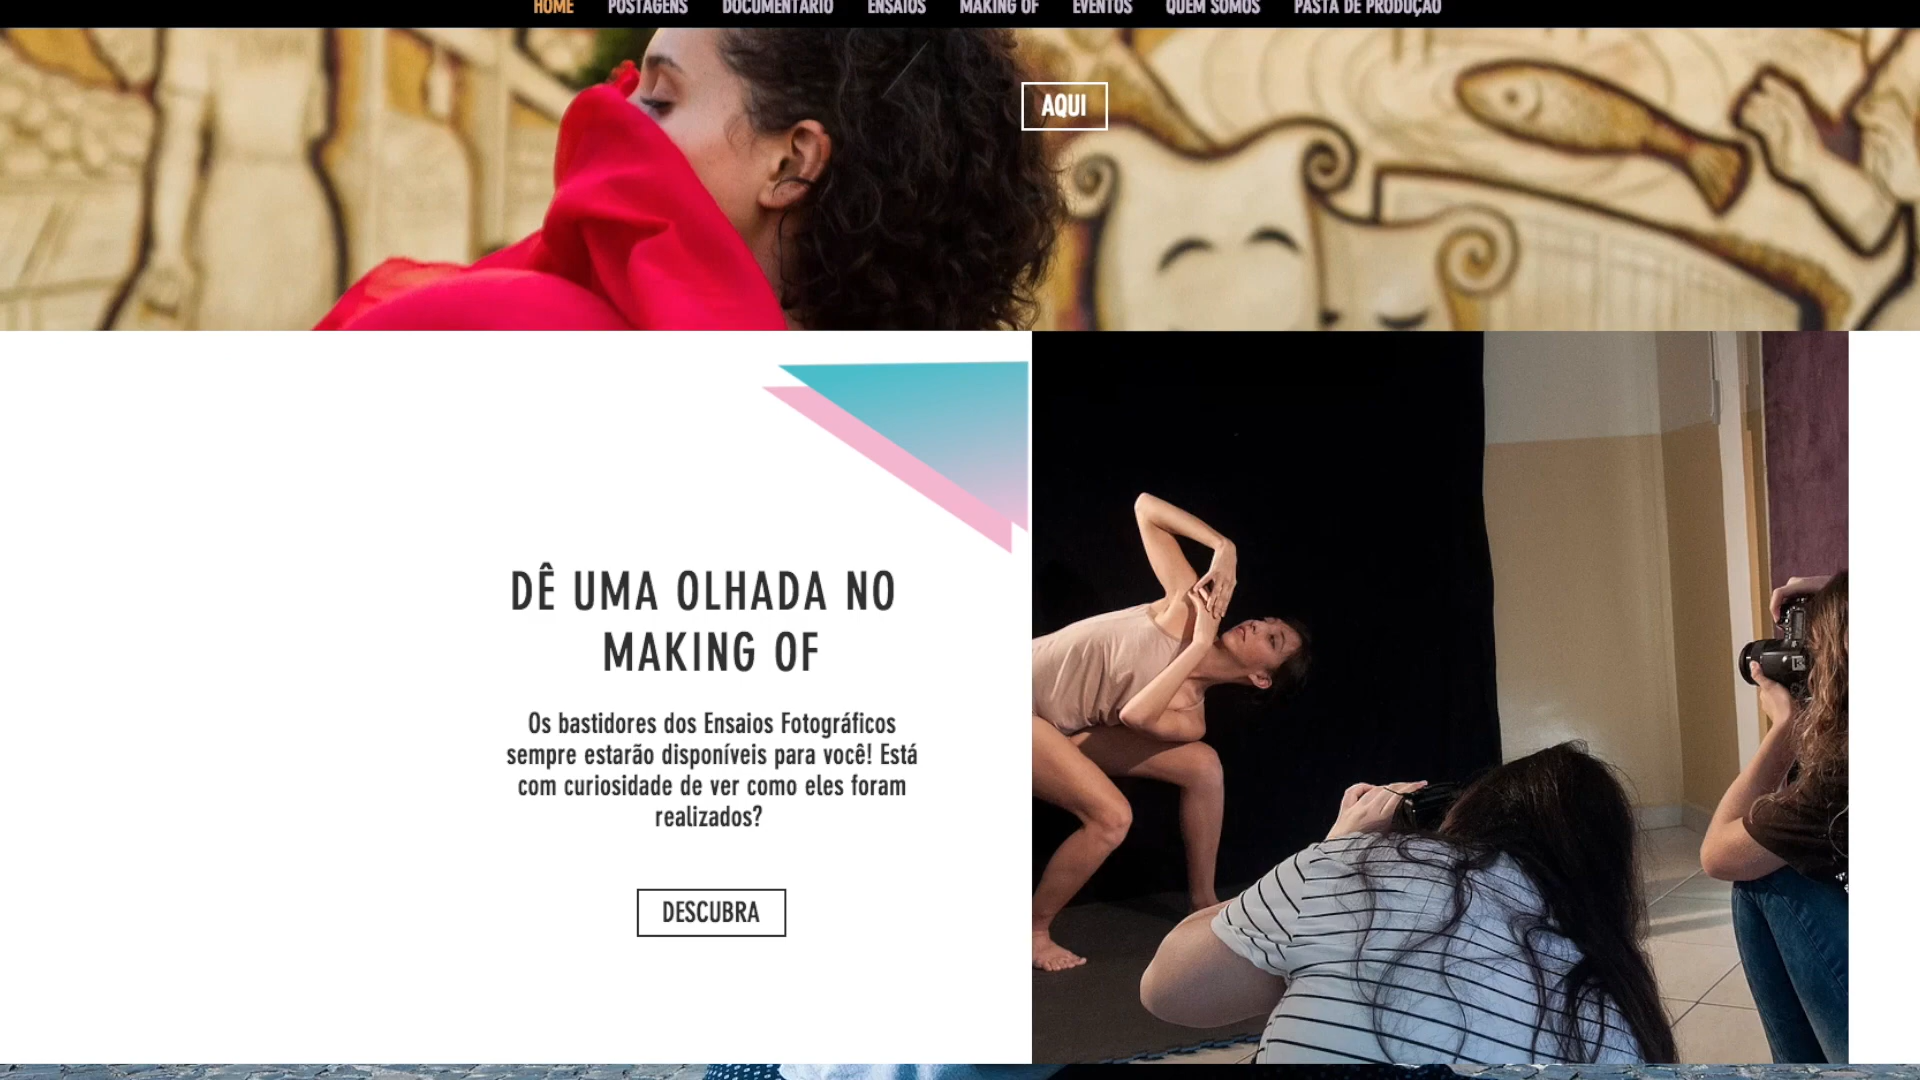 HOME POSTAGENS DOCUMENTÁRIO ENSAIOS MAKING OF EVENTOS QUEM SOMOS PASTA DE PRODUÇÃO
AQUI
DÊ UMA OLHADA NO
MAKING OF
Os bastidores dos Ensaios Fotográficos
sempre estarão disponíveis para você! Está
com curiosidade de ver como eles foram
realizados?
DESCUBRA